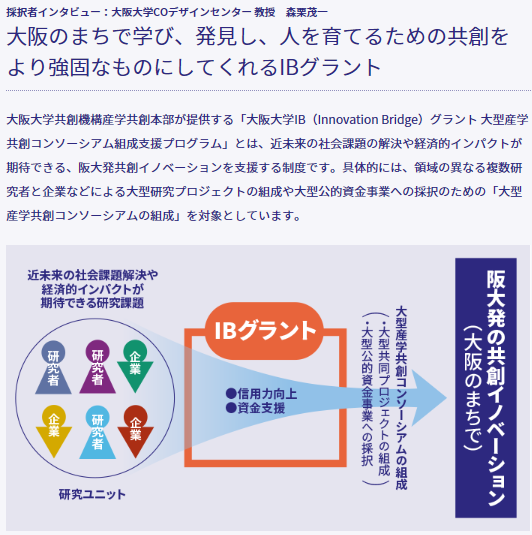 採択者インタビュー：大阪大学COデザインセンター 教授　森栗茂一
大阪のまちで学び、発見し、人を育てるための共創を
より強固なものにしてくれるIBグラント
大阪大学共創機構産学共創本部が提供する「大阪大学IB（Innovation Bridge）グラント 大型産学
共創コンソーシアム組成支援プログラム」とは、近未来の社会課題の解決や経済的インパクトが
期待できる、阪大発共創イノベーションを支援する制度です。具体的には、領域の異なる複数研
究者と企業などによる大型研究プロジェクトの組成や大型公的資金事業への採択のための「大型
産学共創コンソーシアムの組成」を対象としています。
近未来の社会課題解決や
経済的インパクトが
期待できる研究課題
研究者
研究者
企業
企業
研究者
企業
研究ユニット
IBグラント
●信用力向上
●資金支援
大型産学共創コンソーシアムの組成
（・大型共同プロジェクトの組成
・大型公的資金事業への採択）
阪大発の共創イノベーション
（大阪のまちで）